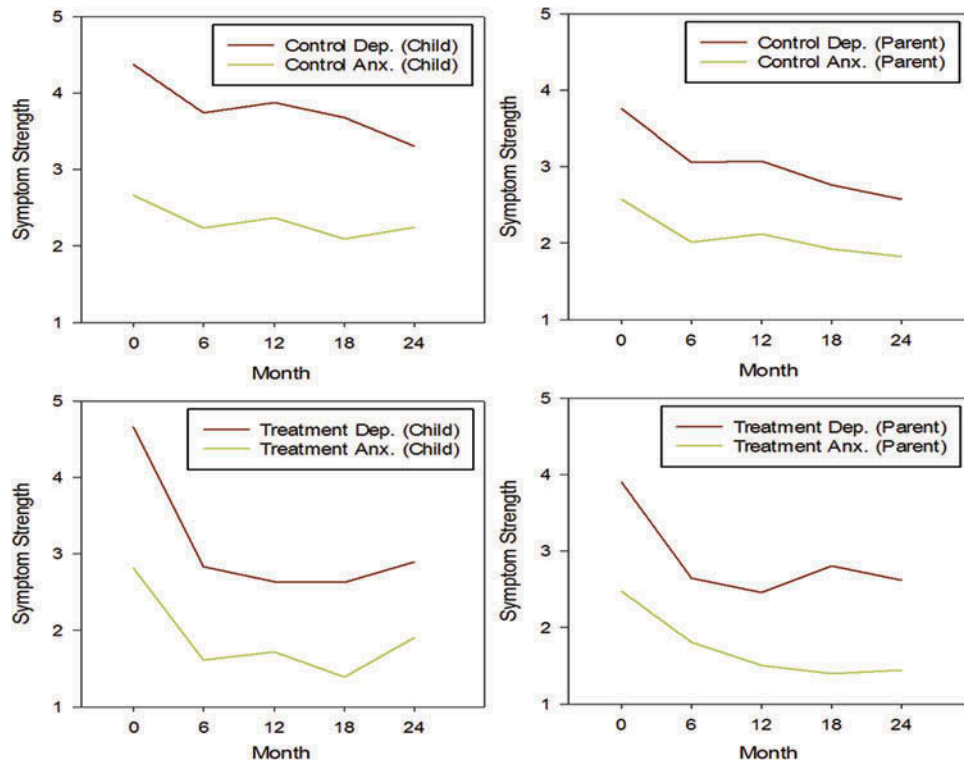 5
4
3
2
1
Symptom Strength
Control Dep. (Child)
Control Anx. (Child)
0 6 12 18 24
Month
5
4
3
2
1
Symptom Strength
Control Dep. (Parent)
Control Anx. (Parent)
0 6 12 18 24
Month
5
4
3
2
1
Symptom Strength
Treatment Dep. (Child)
Treatment Anx. (Child)
0 6 12 18 24
Month
5
4
3
2
1
Symptom Strength
Treatment Dep. (Parent)
Treatment Anx. (Parent)
0 6 12 18 24
Month